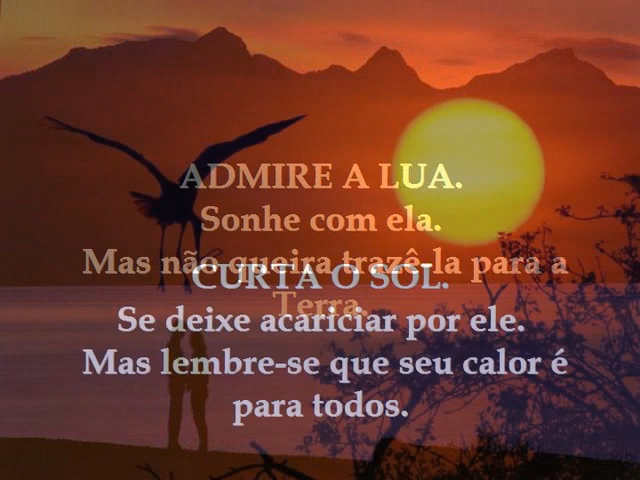 ADMIRE A LUA.
Sonhe com ela.
Mas não queira trazê-la para a
Terra.
CURTA O SOL.
Se deixe acariciar por ele.
Mas lembre-se que seu calor é
para todos.